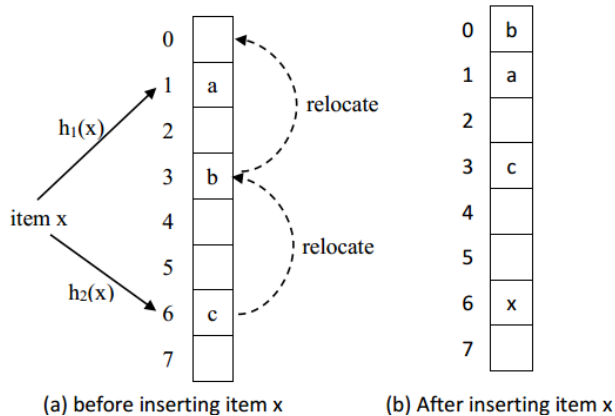 0
1 a
2
3 b
4
5
6 c
7
h1(x)
item x
h2(x)
relocate
relocate
(a) before inserting item x
0 b
1 a
2
3 c
4
5
6 x
7
(b) After inserting item x